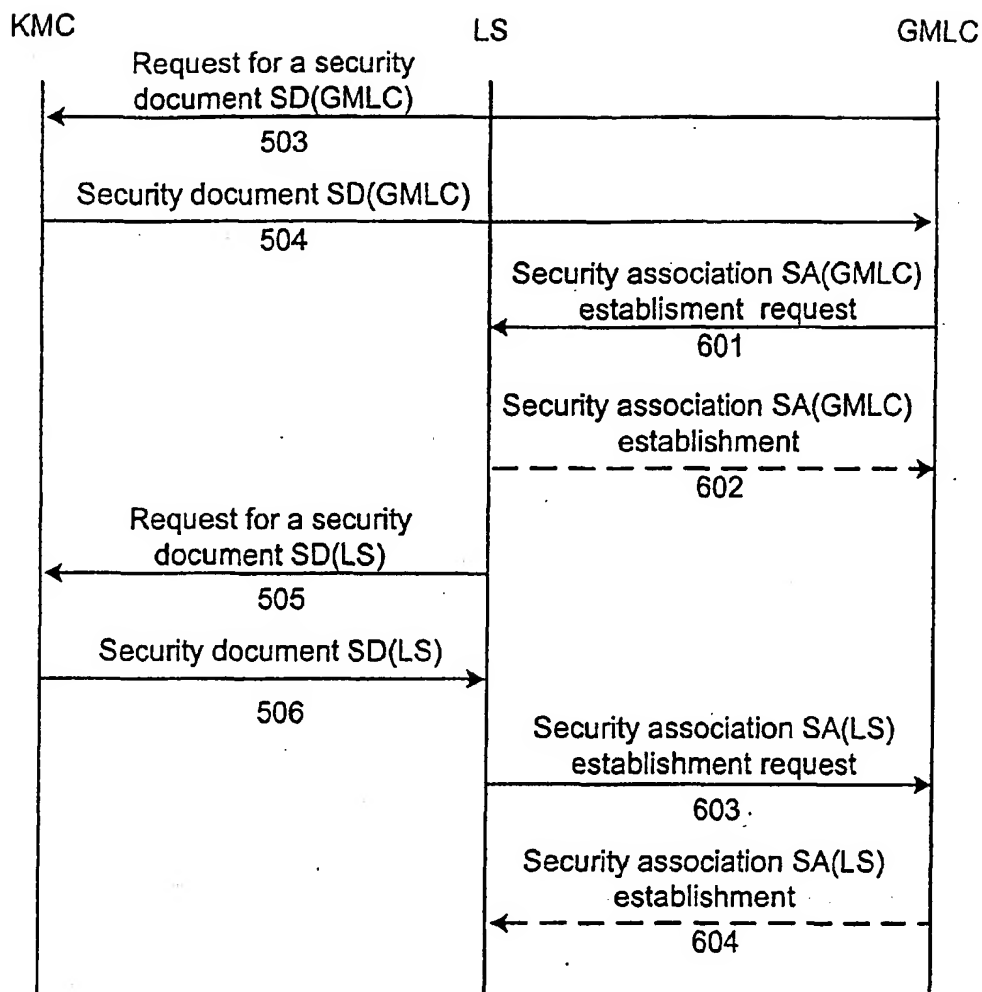 KMC
LS
GMLC
Request for a security
document SD(GMLC)
503
Security document SD(GMLC)
504
Security association SA(GMLC)
establisment request
601
Security association SA(GMLC)
establishment
602
Request for a security
document SD(LS)
505
Security document SD(LS)
506
Security association SA(LS)
establishment request
603
Security association SA(LS)
establishment
604